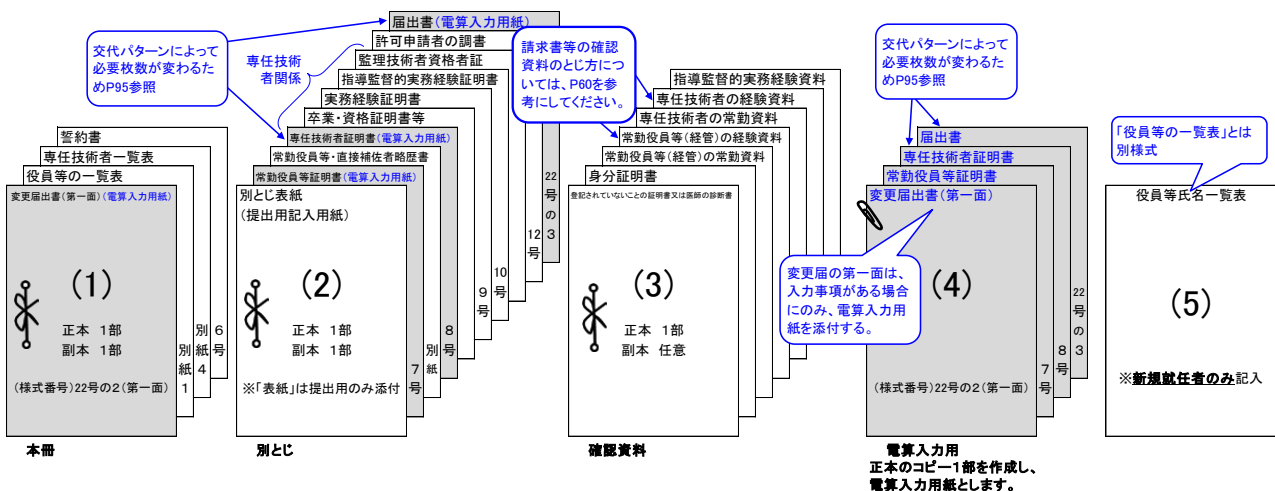 交代パターンによって
必要枚数が変わるた
めP95参照
誓約書
専任技術者一覧表
役員等の一覧表
変更届出書(第一面)(電算入力用紙)
(1)
正本 1部
副本 1部
(様式番号)22号の2(第一面)
別紙1
別紙4
6号
本冊
専任技術
者関係
届出書(電算入力用紙)
許可申請者の調書
監理技術者資格者証
指導監督的実務経験証明書
実務経験証明書
卒業・資格証明書等
専任技術者証明書(電算入力用紙)
常勤役員等・直接補佐者略歴書
常勤役員等証明書(電算入力用紙)
別とじ表紙
(提出用記入用紙)
(2)
正本 1部
副本 1部
※「表紙」は提出用のみ添付
7号
別紙
8号
9号
10号
12号
22号の3
別とじ
請求書等の確認
資料のとじ方につ
いては、P60を参
考にしてください。
指導監督的実務経験資料
専任技術者の経験資料
専任技術者の常勤資料
常勤役員等(経管)の経験資料
常勤役員等(経管)の常勤資料
身分証明書
登記されていないことの証明書又は医師の診断書
(3)
正本 1部
副本 任意
確認資料
交代パターンによって
必要枚数が変わるた
めP95参照
届出書
専任技術者証明書
常勤役員等証明書
変更届出書(第一面)
変更届の第一面は、
入力事項がある場合
にのみ、電算入力用
紙を添付する。
(4)
(様式番号)22号の2(第一面)
7号
8号
22号の3
電算入力用
正本のコピー1部を作成し、
電算入力用紙とします。
「役員等の一覧表」とは
別様式
役員等氏名一覧表
(5)
※新規就任者のみ記入